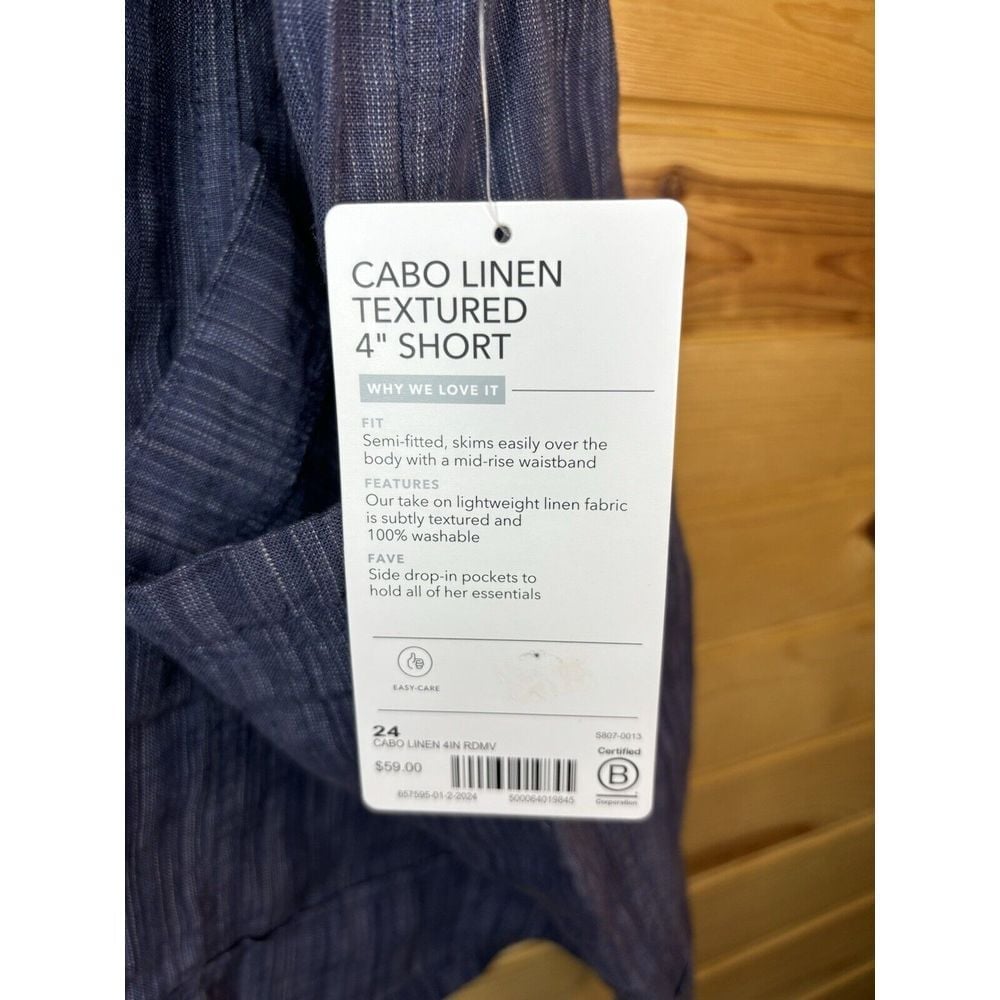 CABO LINEN
TEXTURED
4" SHORT
WHY WE LOVE IT
FIT
Semi-fitted, skims easily over the
body with a mid-rise waistband
FEATURES
Our take on lightweight linen fabric
is subtly textured and
100% washable
FAVE
Side drop-in pockets to
hold all of her essentials
EASY-CARE
24
CABO LINEN 4IN RDMV
$59.00
657595-01-2-2024
500064019845
S807-0013
Certified
B
Corporation